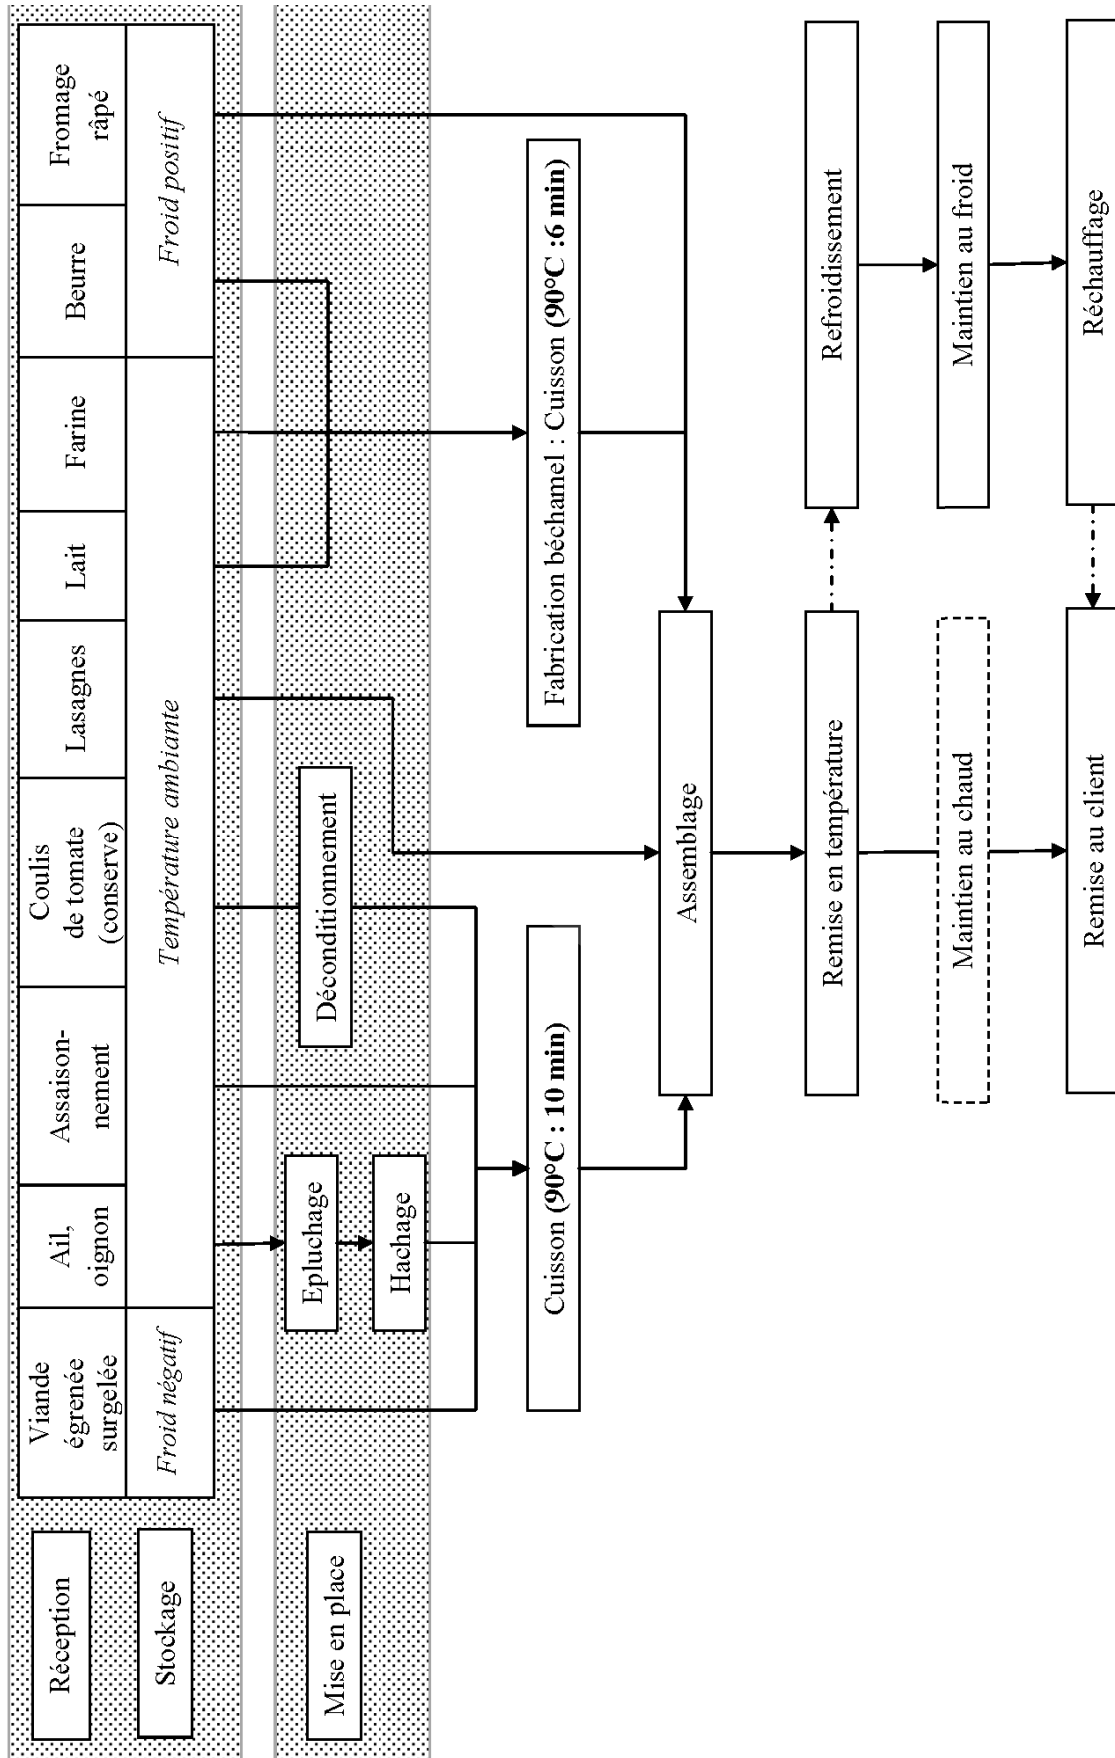 Réception
Viande
égrenée
surgelée
Ail,
oignon
Assaison-
nement
Coulis
de tomate
(conserve)
Lasagnes
Lait
Farine
Beurre
Fromage
râpé
Stockage
Froid négatif
Température ambiante
Froid positif
Mise en place
Epluchage
Déconditionnement
Hachage
Cuisson (90°C : 10 min)
Fabrication béchamel : Cuisson (90°C :6 min)
Assemblage
Remise en température
Refroidissement
Maintien au chaud
Maintien au froid
Remise au client
Réchauffage